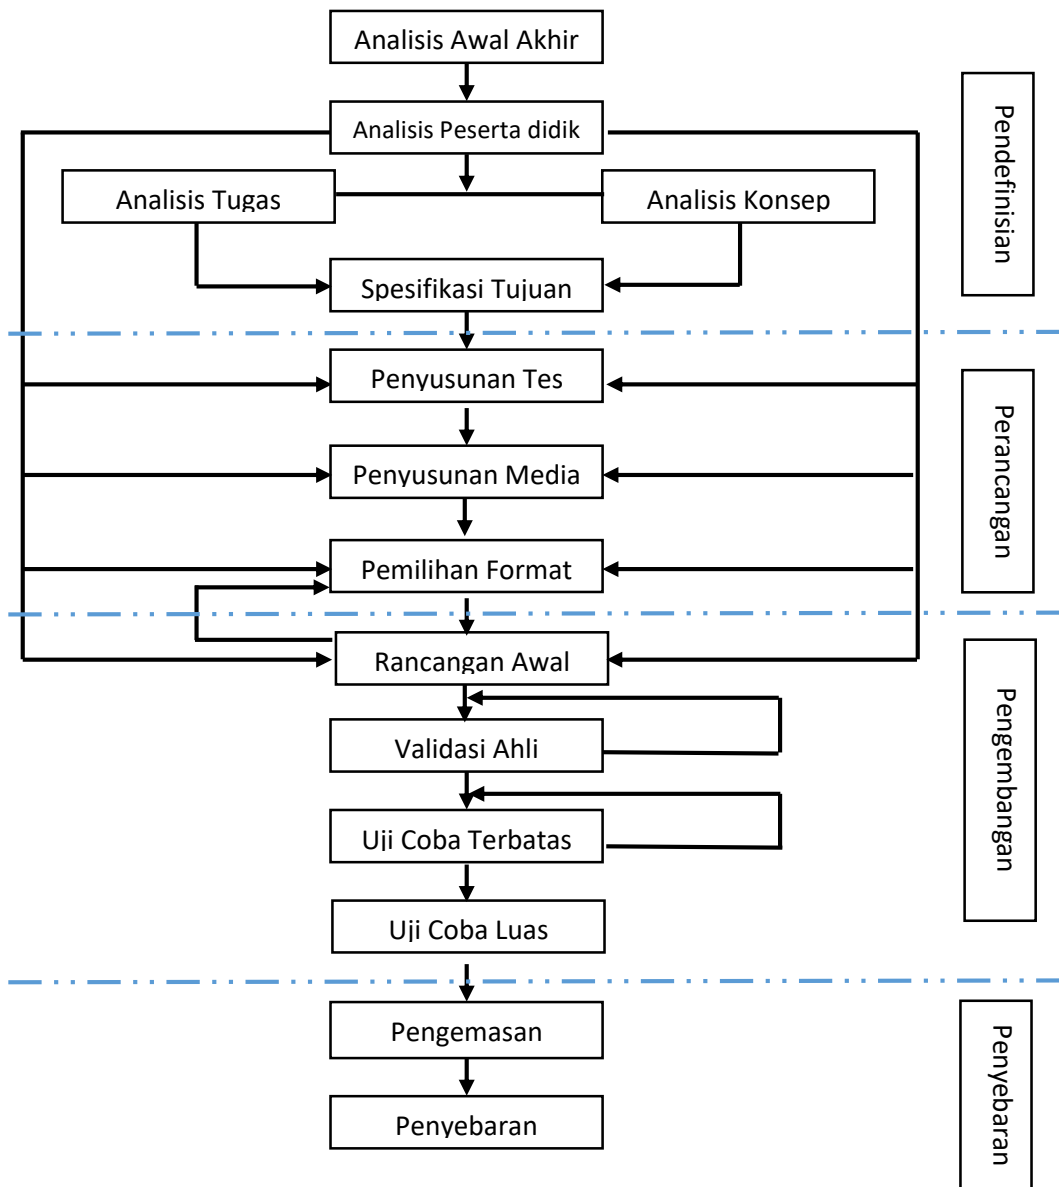 Analisis Awal Akhir
Analisis Peserta didik
Analisis Tugas
Analisis Konsep
Spesifikasi Tujuan
Pendefinisian
Penyusunan Tes
Penyusunan Media
Pemilihan Format
Perancangan
Rancangan Awal
Validasi Ahli
Uji Coba Terbatas
Uji Coba Luas
Pengembangan
Pengemasan
Penyebaran
Penyebaran